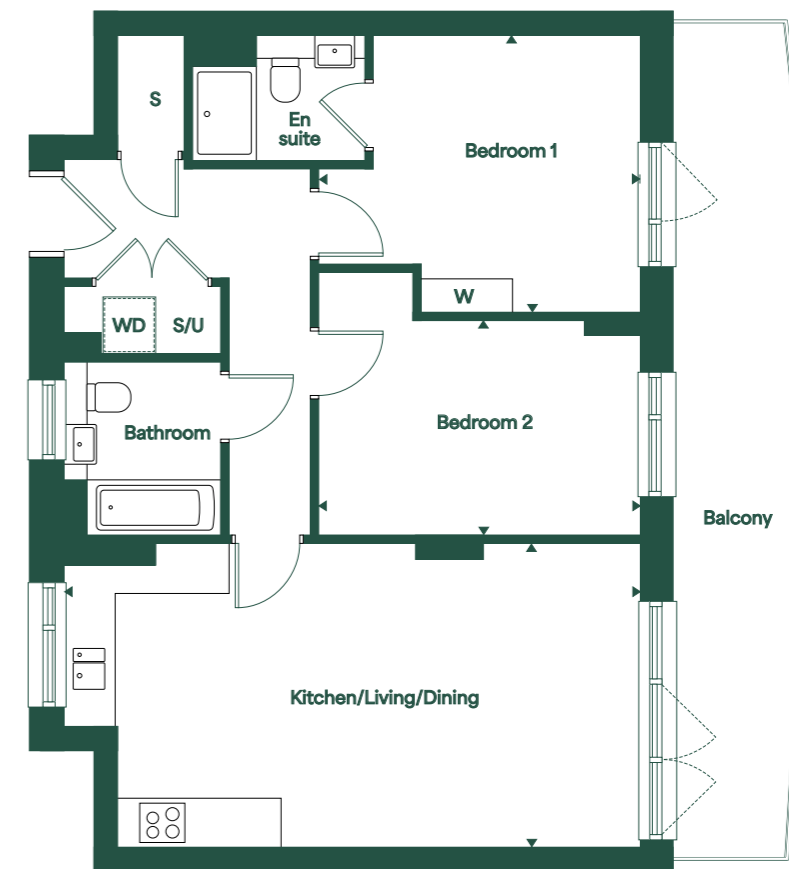 S
En
suite
Bedroom 1
W
WD
S/U
Bathroom
Bedroom 2
Balcony
Kitchen/Living/Dining